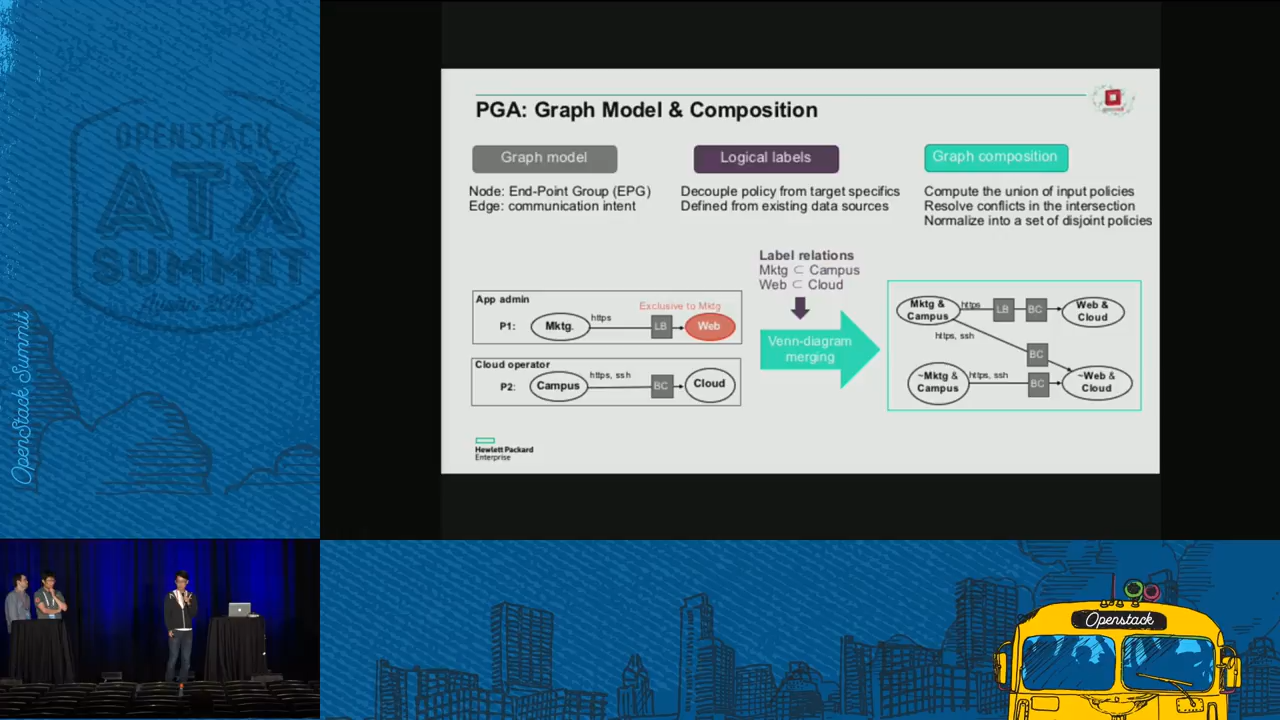 OPENSTACK
ATX
SUMMIT
OpenStack Summit
PGA: Graph Model & Composition
Graph model
Node: End-Point Group (EPG)
Edge: communication intent
Logical labels
Decouple policy from target specifics
Defined from existing data sources
Graph composition
Compute the union of input policies
Resolve conflicts in the intersection
Normalize into a set of disjoint policies
Label relations
Mktg ⊂ Campus
Web ⊂ Cloud
App admin
Exclusive to Mktg
P1:
Mktg.
https
LB
Web
Cloud operator
P2:
Campus
https, ssh
BC
Cloud
Venn-diagram
merging
Mktg &
Campus
https
LB
BC
Web &
Cloud
https, ssh
BC
~Mktg &
Campus
https, ssh
BC
~Web &
Cloud
Hewlett Packard
Enterprise
Openstack